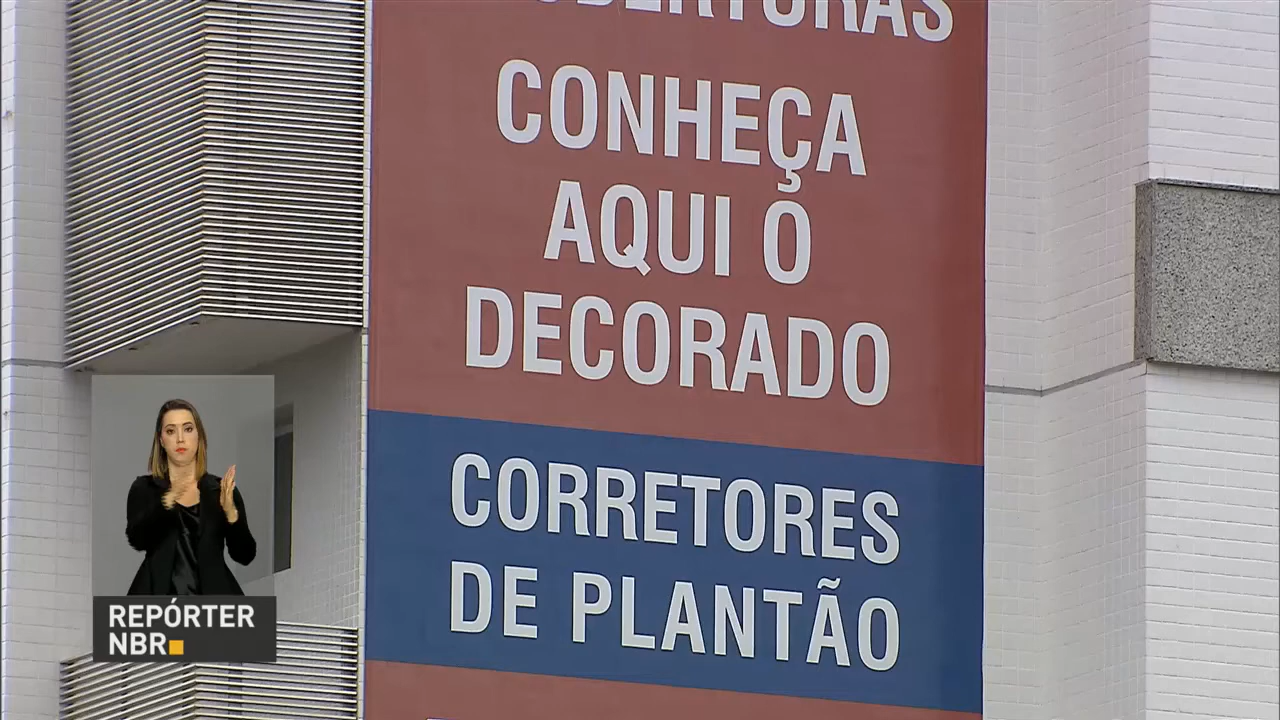 CONHEÇA
AQUI O
DECORADO
CORRETORES
DE PLANTÃO
REPÓRTER
NBR